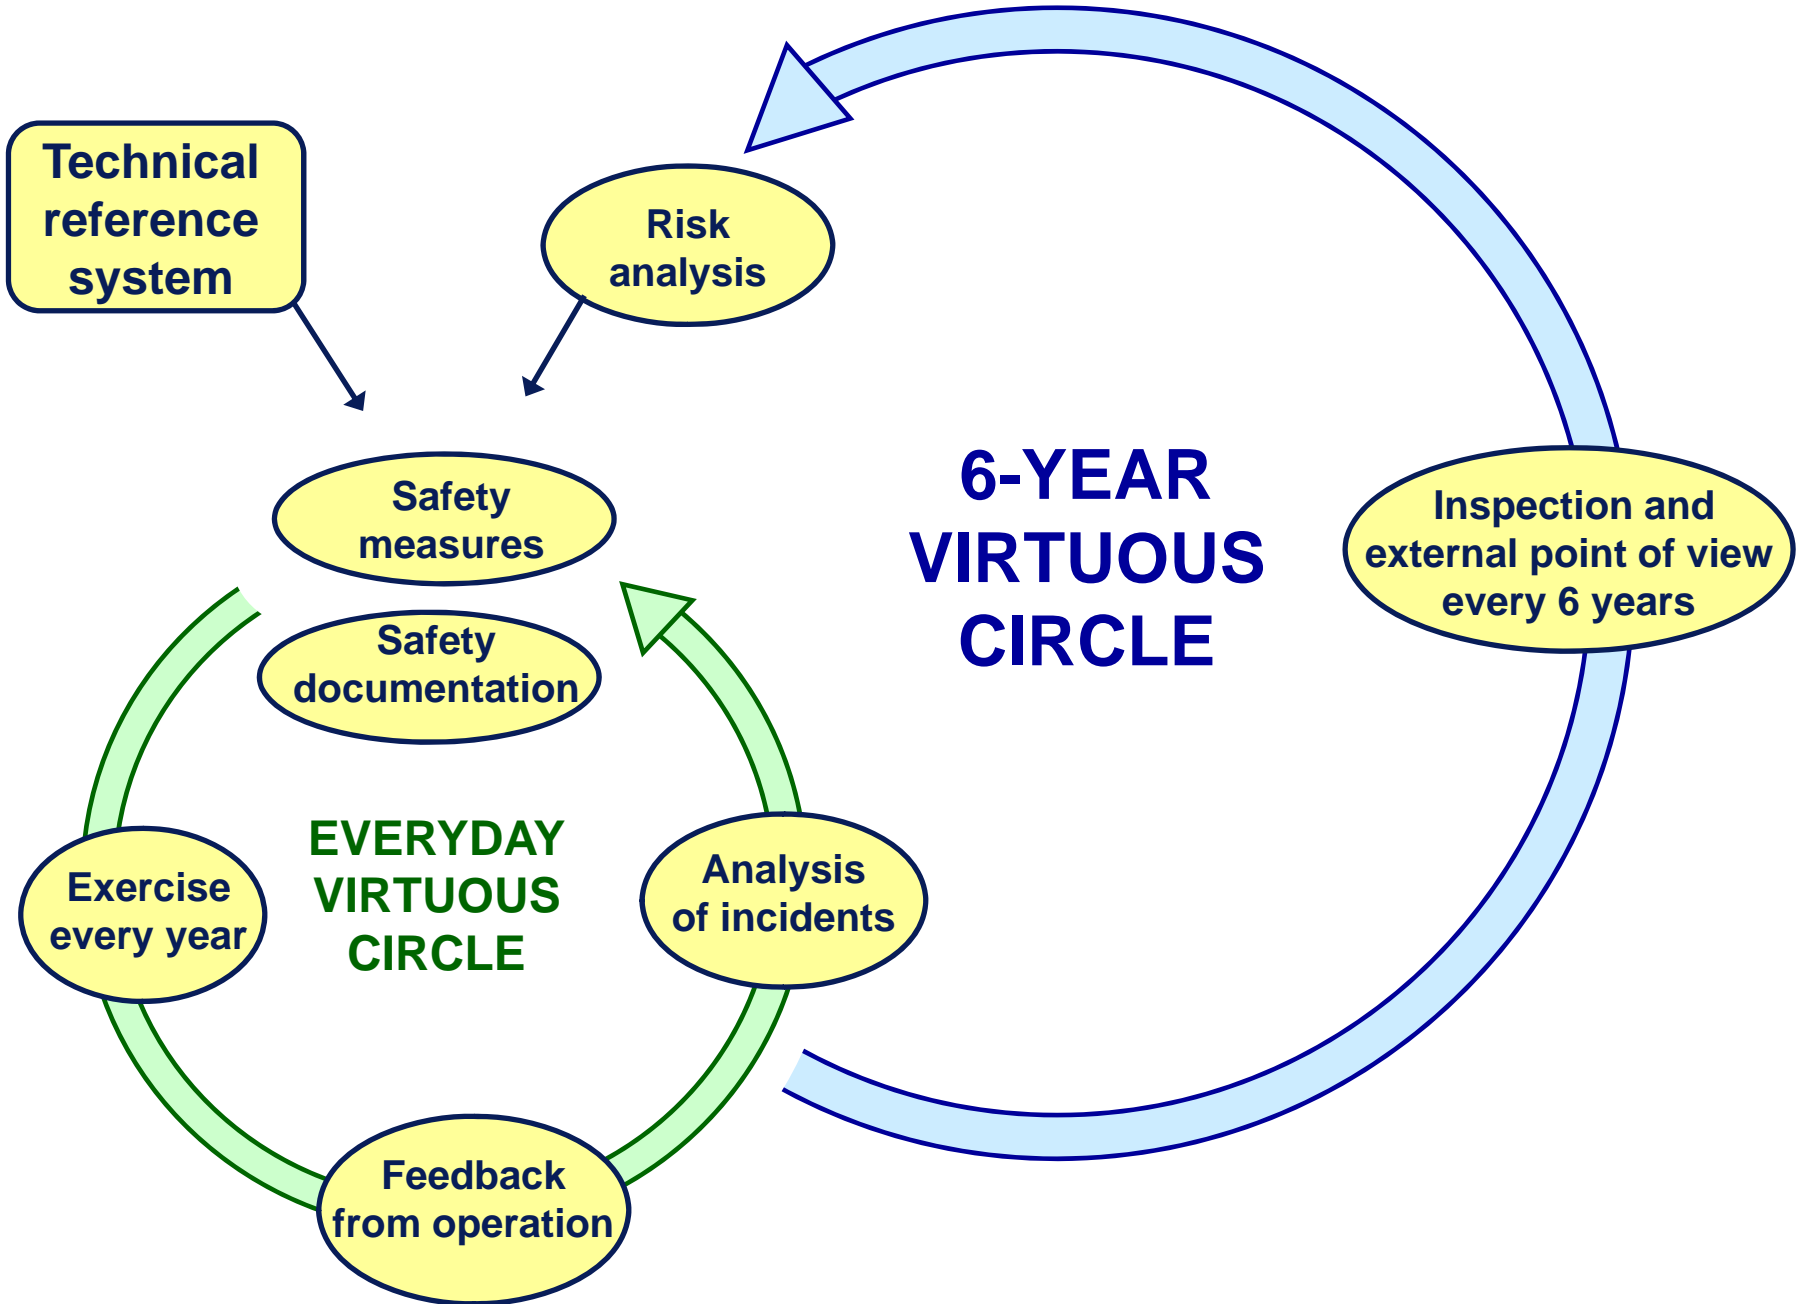 Technical
reference
system
Risk
analysis
Safety
measures
Safety
documentation
6-YEAR
VIRTUOUS
CIRCLE
Inspection and
external point of view
every 6 years
EVERYDAY
VIRTUOUS
CIRCLE
Exercise
every year
Analysis
of incidents
Feedback
from operation